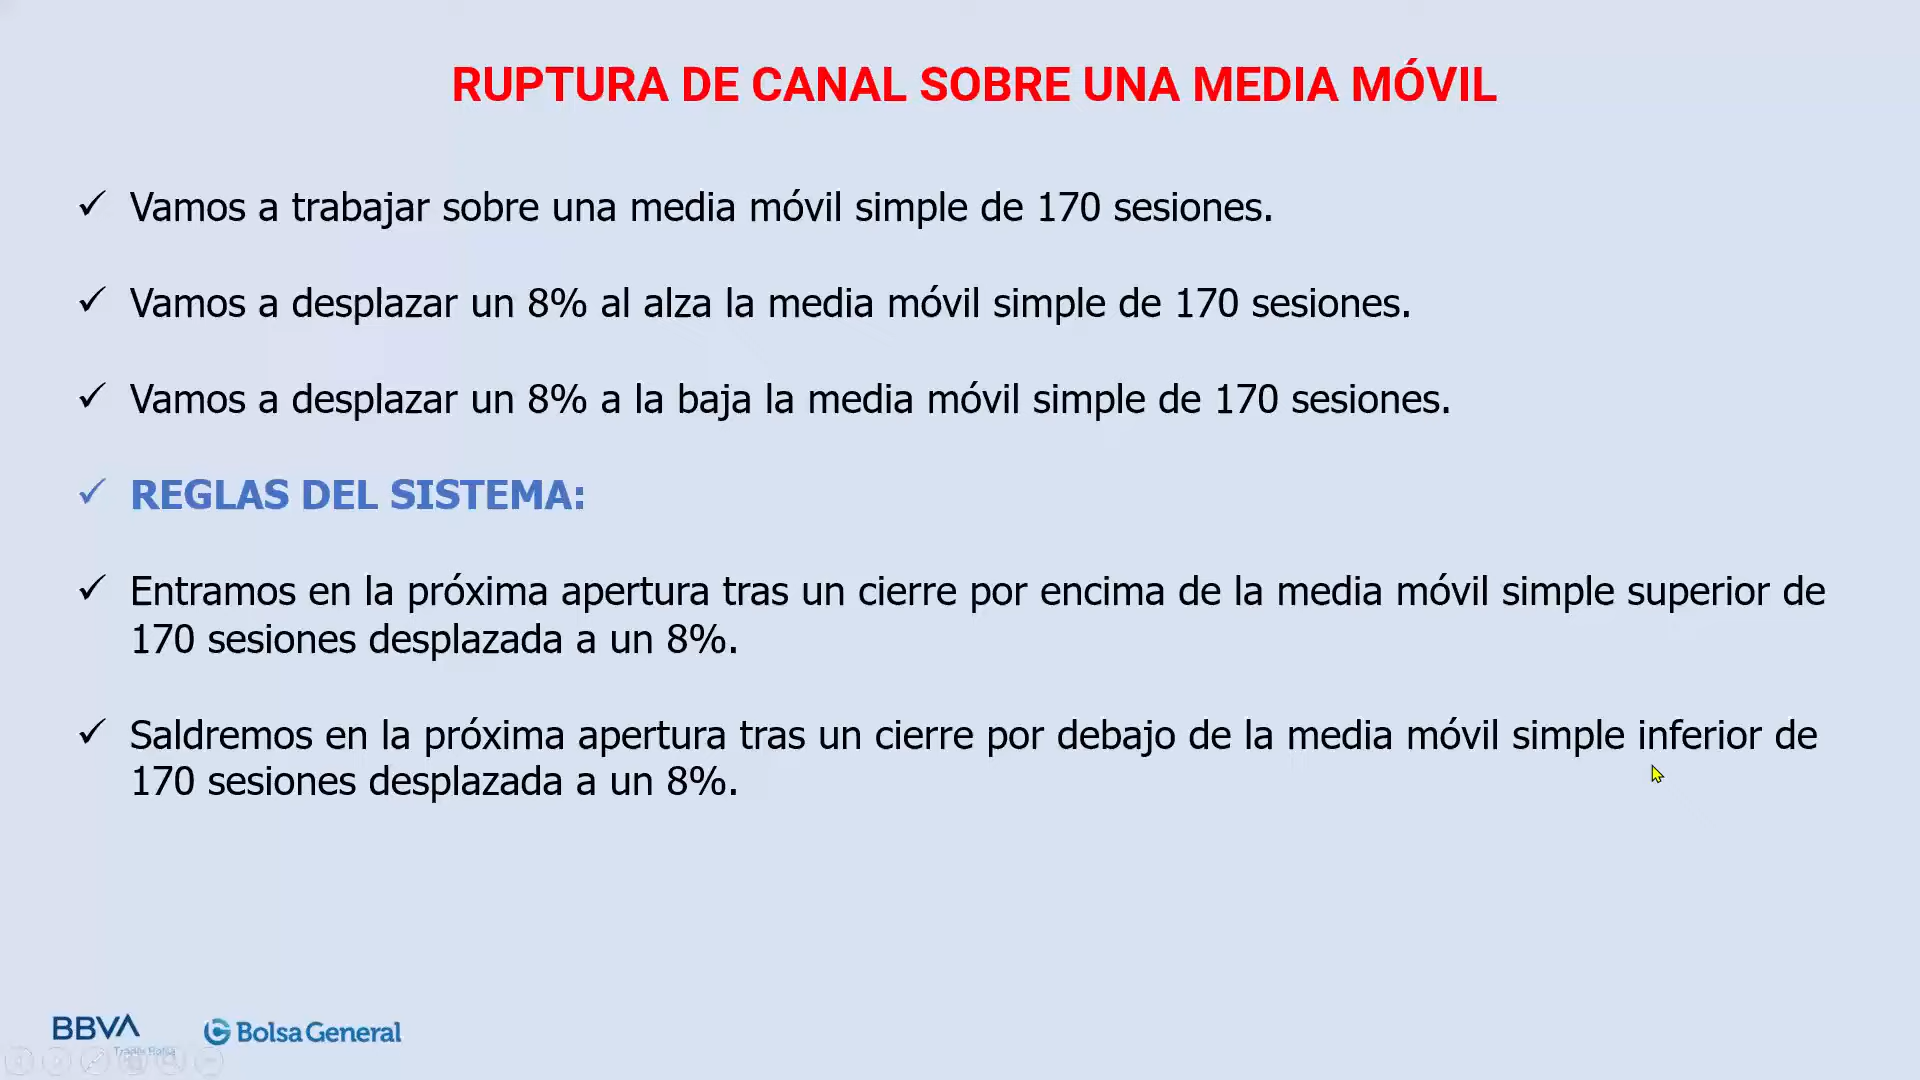 RUPTURA DE CANAL SOBRE UNA MEDIA MÓVIL
✓ Vamos a trabajar sobre una media móvil simple de 170 sesiones.
✓ Vamos a desplazar un 8% al alza la media móvil simple de 170 sesiones.
✓ Vamos a desplazar un 8% a la baja la media móvil simple de 170 sesiones.
✓ REGLAS DEL SISTEMA:
✓ Entramos en la próxima apertura tras un cierre por encima de la media móvil simple superior de
170 sesiones desplazada a un 8%.
✓ Saldremos en la próxima apertura tras un cierre por debajo de la media móvil simple inferior de
170 sesiones desplazada a un 8%.
BBVA
Trader Bolsa
Bolsa General